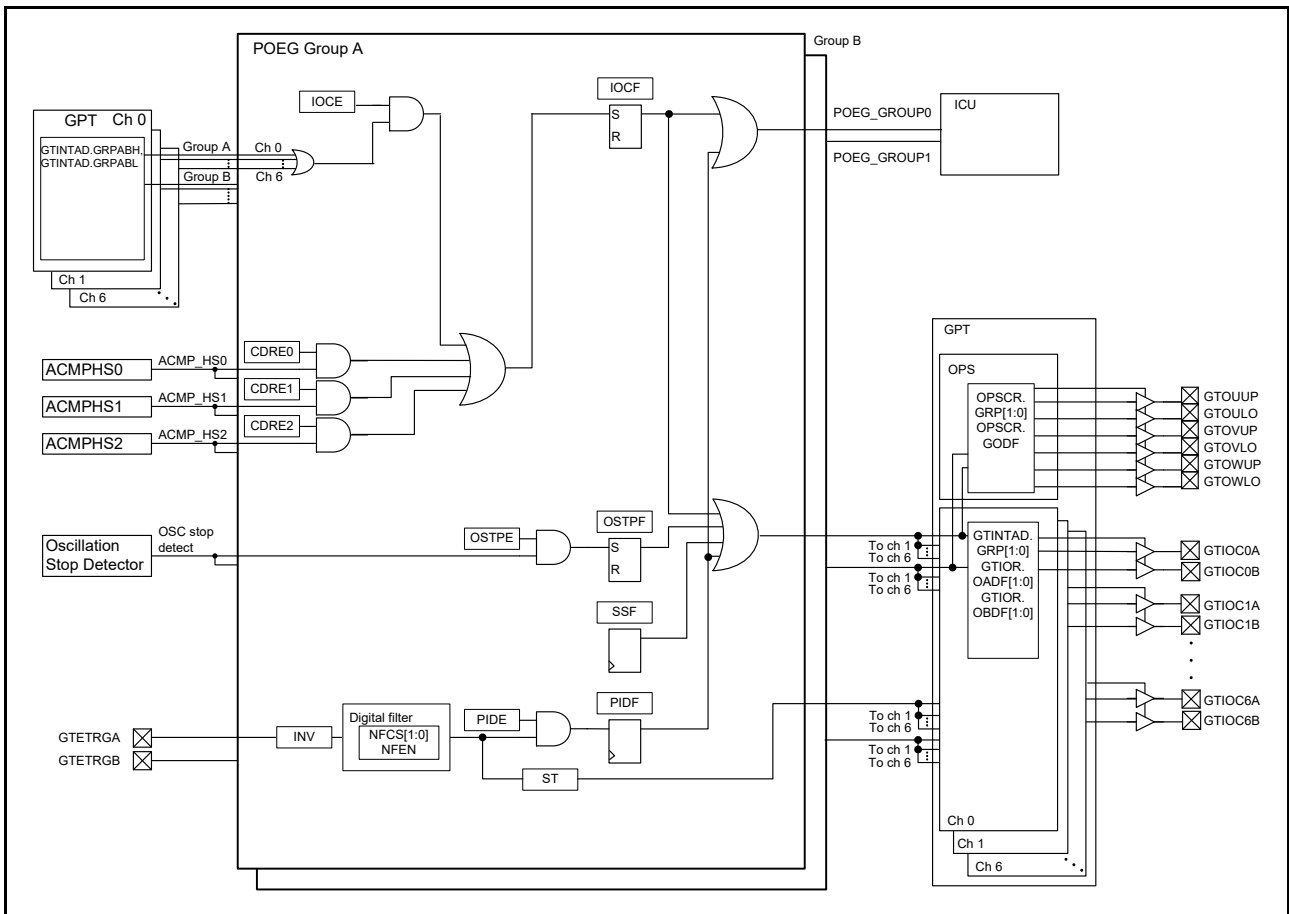 POEG Group A
Group B
IOCE
IOCF
S
R
GPT Ch 0
GTINTAD.GRPABH,
GTINTAD.GRPABL
Group A
Ch 0
Ch 6
Group B
Ch 1
Ch 6
POEG_GROUP0
POEG_GROUP1
ICU
ACMPHS0
ACMP_HS0
CDRE0
ACMPHS1
ACMP_HS1
CDRE1
ACMPHS2
ACMP_HS2
CDRE2
Oscillation
Stop Detector
OSC stop
detect
OSTPE
OSTPF
S
R
SSF
GTETRGA
GTETRGB
INV
Digital filter
NFCS[1:0]
NFEN
PIDE
PIDF
ST
To ch 1
To ch 6
To ch 1
To ch 6
To ch 1
To ch 6
To ch 1
To ch 6
GPT
OPS
OPSCR.
GRP[1:0]
OPSCR.
GODF
GTINTAD.
GRP[1:0]
GTIOR.
OADF[1:0]
GTIOR.
OBDF[1:0]
Ch 0
Ch 1
Ch 6
GTOUUP
GTOULO
GTOVUP
GTOVLO
GTOWUP
GTOWLO
GTIOC0A
GTIOC0B
GTIOC1A
GTIOC1B
GTIOC6A
GTIOC6B